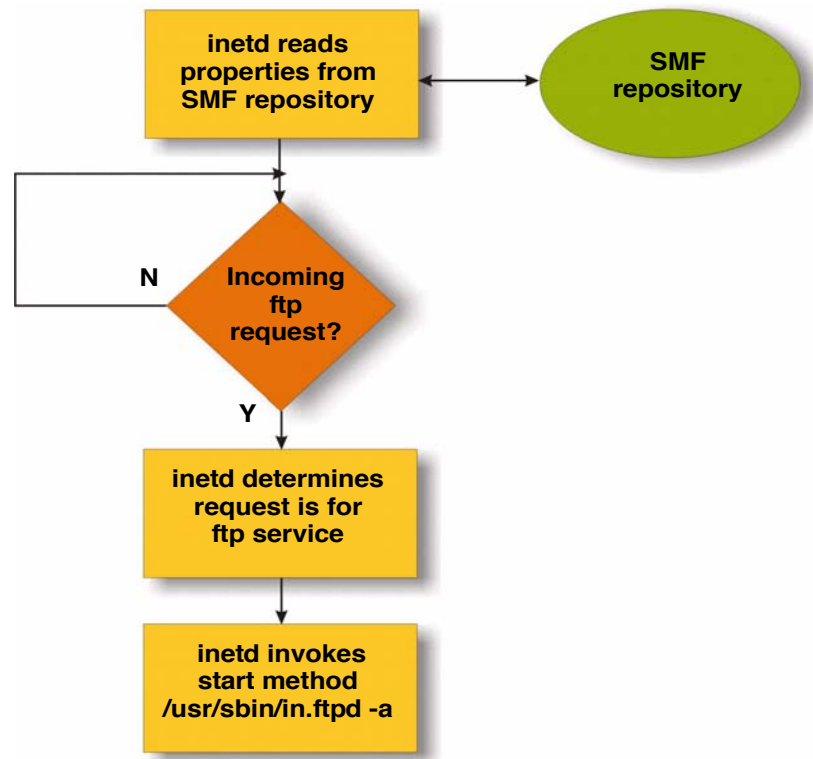 inetd reads
properties from
SMF repository
SMF
repository
N
Incoming
ftp
request?
Y
inetd determines
request is for
ftp service
inetd invokes
start method
/usr/sbin/in.ftpd -a